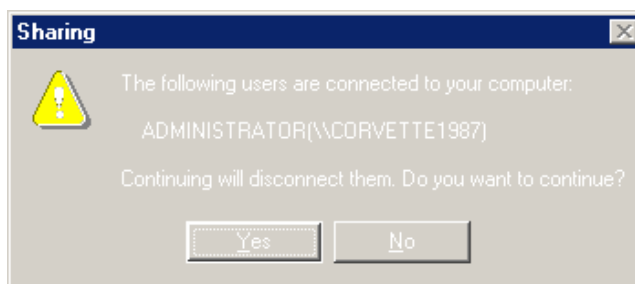 Sharing
The following users are connected to your computer:
ADMINISTRATOR(\\CORVETTE1987)
Continuing will disconnect them. Do you want to continue?
Yes
No